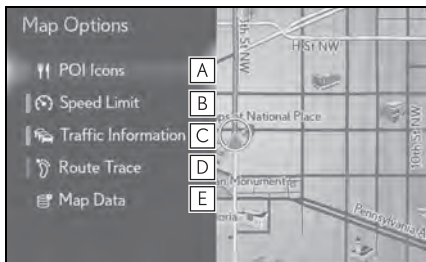 Map Options
POI Icons A
Speed Limit B
Traffic Information C
Route Trace D
Map Data E
H St NW
National Place
10th St NW
Monument
Pennsylvania A